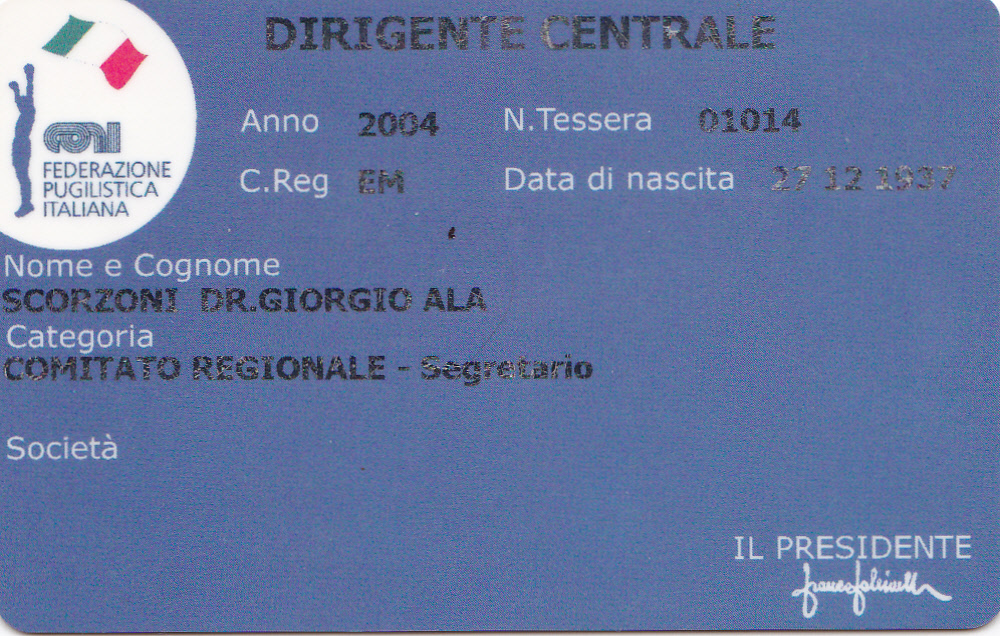 DIRIGENTE CENTRALE
CONI
FEDERAZIONE
PUGILISTICA
ITALIANA
Anno 2004 N.Tessera 01014
C.Reg EM Data di nascita 27 12 1937
Nome e Cognome
SCORZONI DR.GIORGIO ALA
Categoria
COMITATO REGIONALE - Segretario
Società
IL PRESIDENTE